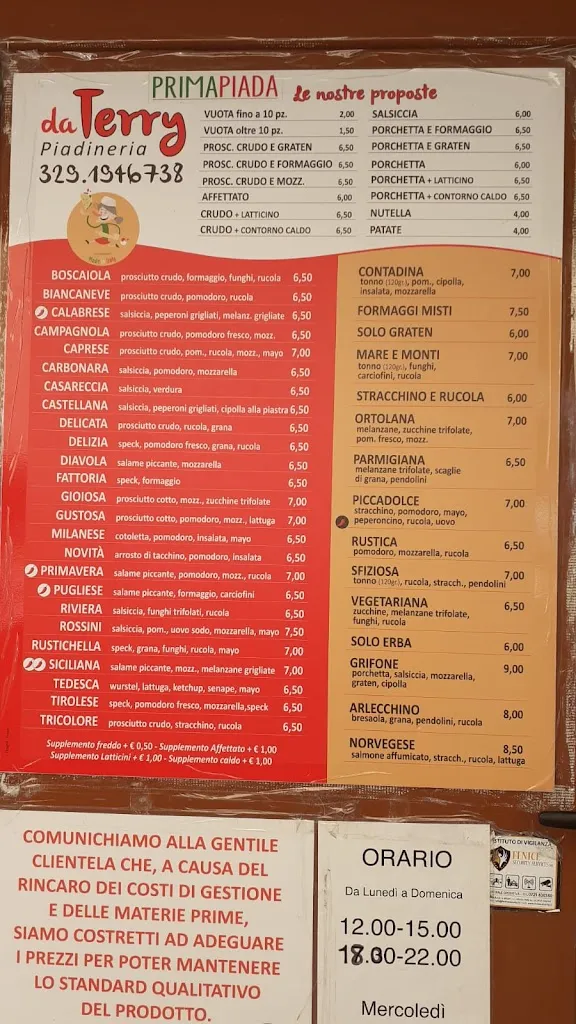 PRIMAPIADA
Le nostre proposte
da Terry
Piadineria
329.1946738
VUOTA fino a 10 pz. 2,00
VUOTA oltre 10 pz. 1,50
PROSC. CRUDO E GRATEN 6,50
PROSC. CRUDO E FORMAGGIO 6,50
PROSC. CRUDO E MOZZ. 6,50
AFFETTATO 6,00
CRUDO + LATTICINO 6,50
CRUDO + CONTORNO CALDO 6,50
SALSICCIA 6,00
PORCHETTA E FORMAGGIO 6,50
PORCHETTA E GRATEN 6,50
PORCHETTA 6,00
PORCHETTA + LATTICINO 6,50
PORCHETTA + CONTORNO CALDO 6,50
NUTELLA 4,00
PATATE 4,00
BOSCAIOLA prosciutto crudo, formaggio, funghi, rucola 6,50
BIANCANEVE prosciutto crudo, pomodoro, rucola 6,50
CALABRESE salsiccia, peperoni grigliati, melanz. grigliate 6,50
CAMPAGNOLA prosciutto crudo, pomodoro fresco, mozz. 6,50
CAPRESE prosciutto crudo, pom., rucola, mozz., mayo 7,00
CARBONARA salsiccia, pomodoro, mozzarella 6,50
CASARECCIA salsiccia, verdura 6,50
CASTELLANA salsiccia, peperoni grigliati, cipolla alla piastra 6,50
DELICATA prosciutto crudo, rucola, grana 6,50
DELIZIA speck, pomodoro fresco, grana, rucola 6,50
DIAVOLA salame piccante, mozzarella 6,50
FATTORIA speck, formaggio 6,50
GIOIOSA prosciutto cotto, mozz., zucchine trifolate 7,00
GUSTOSA prosciutto cotto, pomodoro, mozz., lattuga 7,00
MILANESE cotoletta, pomodoro, insalata, mayo 6,50
NOVITÀ arrosto di tacchino, pomodoro, insalata 6,50
PRIMAVERA salame piccante, pomodoro, mozz., rucola 7,00
PUGLIESE salame piccante, formaggio, carciofini 6,50
RIVIERA salsiccia, funghi trifolati, rucola 6,50
ROSSINI salsiccia, pom., uovo sodo, mozzarella, mayo 7,50
RUSTICHELLA speck, grana, funghi, rucola, mayo 7,00
SICILIANA salame piccante, mozz., melanzane grigliate 7,00
TEDESCA wurstel, lattuga, ketchup, senape, mayo 6,50
TIROLESE speck, pomodoro fresco, mozzarella,speck 6,50
TRICOLORE prosciutto crudo, stracchino, rucola 6,50
Supplemento freddo + € 0,50 - Supplemento Affettato + € 1,00
Supplemento Latticini + € 1,00 - Supplemento caldo + € 1,00
CONTADINA 7,00
tonno (120gr.), pom., cipolla,
insalata, mozzarella
FORMAGGI MISTI 7,50
SOLO GRATEN 6,00
MARE E MONTI 7,00
tonno (120gr.), funghi,
carciofini, rucola
STRACCHINO E RUCOLA 6,00
ORTOLANA 7,00
melanzane, zucchine trifolate,
pom. fresco, mozz.
PARMIGIANA 6,50
melanzane trifolate, scaglie
di grana, pendolini
PICCADOLCE 7,00
stracchino, pomodoro, mayo,
peperoncino, rucola, uovo
RUSTICA 6,50
pomodoro, mozzarella, rucola
SFIZIOSA 7,00
tonno (120gr.), rucola, stracch., pendolini
VEGETARIANA 6,50
melanzane, zucchine trifolate,
funghi, rucola
SOLO ERBA 6,00
GRIFONE 9,00
porchetta, salsiccia, mozzarella,
graten, cipolla
ARLECCHINO 8,00
bresaola, grana, pendolini, rucola
NORVEGESE 8,50
salmone affumicato, stracch., rucola, lattuga
COMUNICHIAMO ALLA GENTILE
CLIENTELA CHE, A CAUSA DEL
RINCARO DEI COSTI DI GESTIONE
E DELLE MATERIE PRIME,
SIAMO COSTRETTI AD ADEGUARE
I PREZZI PER POTER MANTENERE
LO STANDARD QUALITATIVO
DEL PRODOTTO.
ORARIO
Da Lunedì a Domenica
12.00-15.00
18.00-22.00
Mercoledì
ISTITUTO DI VIGILANZA
FENICE